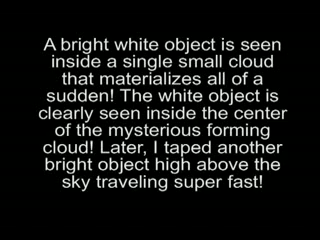 A bright white object is seen
inside a single small cloud
that materializes all of a
sudden! The white object is
clearly seen inside the center
of the mysterious forming
cloud! Later, I taped another
bright object high above the
sky traveling super fast!